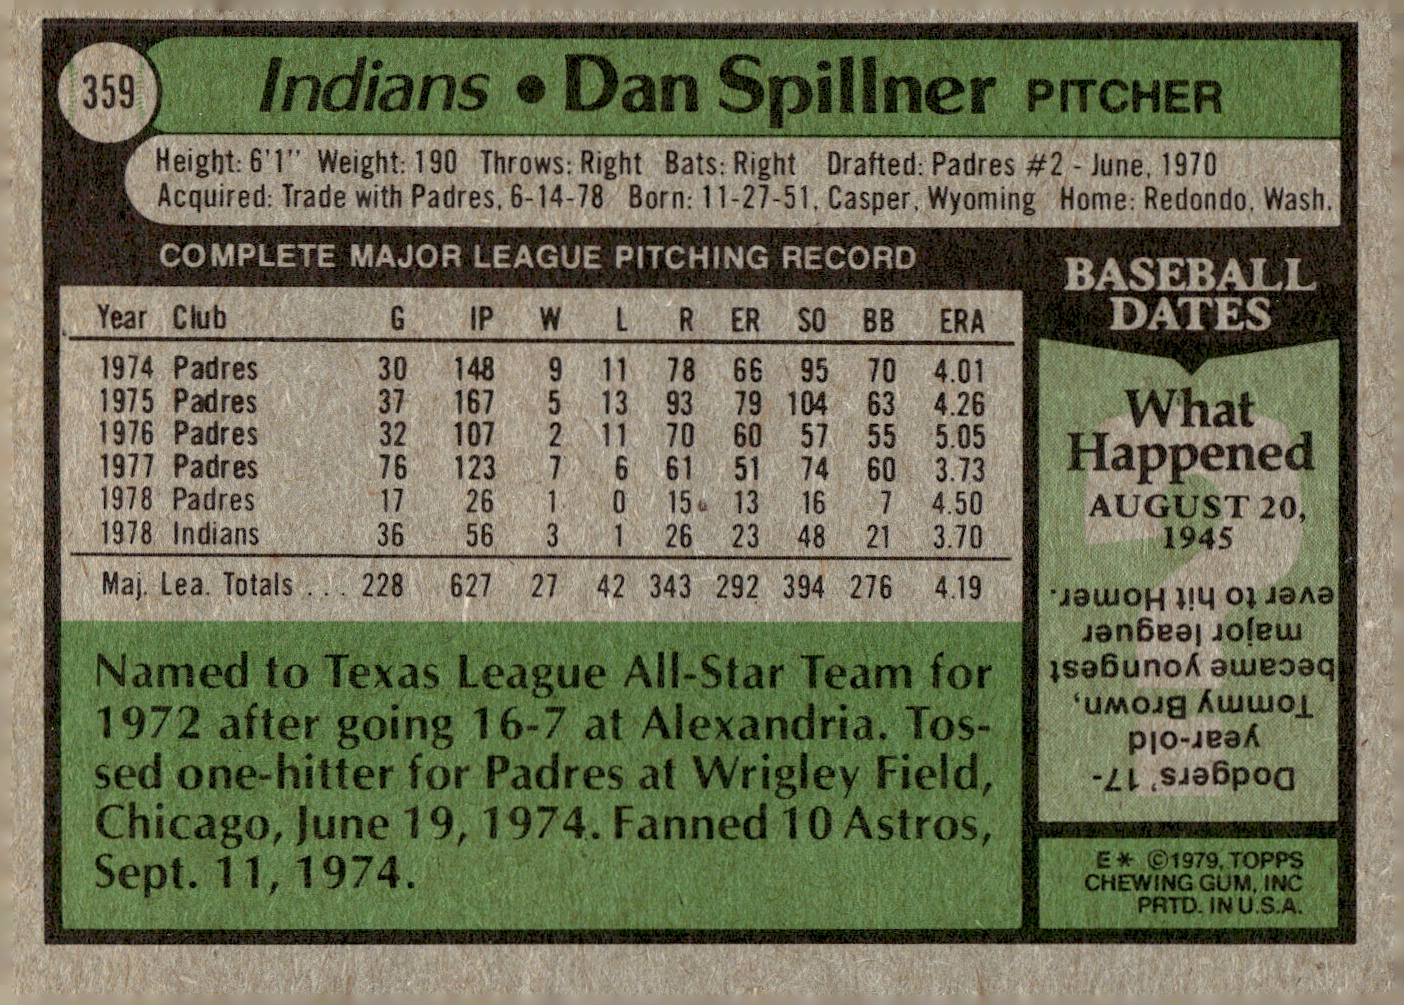 359
Indians • Dan Spillner PITCHER
Height: 6'1" Weight: 190 Throws: Right Bats: Right Drafted: Padres #2 - June, 1970
Acquired: Trade with Padres, 6-14-78 Born: 11-27-51, Casper, Wyoming Home: Redondo, Wash.
COMPLETE MAJOR LEAGUE PITCHING RECORD
Year Club G IP W L R ER SO BB ERA
1974 Padres 30 148 9 11 78 66 95 70 4.01
1975 Padres 37 167 5 13 93 79 104 63 4.26
1976 Padres 32 107 2 11 70 60 57 55 5.05
1977 Padres 76 123 7 6 61 51 74 60 3.73
1978 Padres 17 26 1 0 15 13 16 7 4.50
1978 Indians 36 56 3 1 26 23 48 21 3.70
Maj. Lea. Totals . . . 228 627 27 42 343 292 394 276 4.19
Named to Texas League All-Star Team for
1972 after going 16-7 at Alexandria. Tos-
sed one-hitter for Padres at Wrigley Field,
Chicago, June 19, 1974. Fanned 10 Astros,
Sept. 11, 1974.
BASEBALL
DATES
What
Happened
AUGUST 20,
1945
Dodgers' 17-
year-old
Tommy Brown,
became youngest
major leaguer
ever to hit Homer.
E* ©1979, TOPPS
CHEWING GUM, INC
PRTD. IN U.S.A.